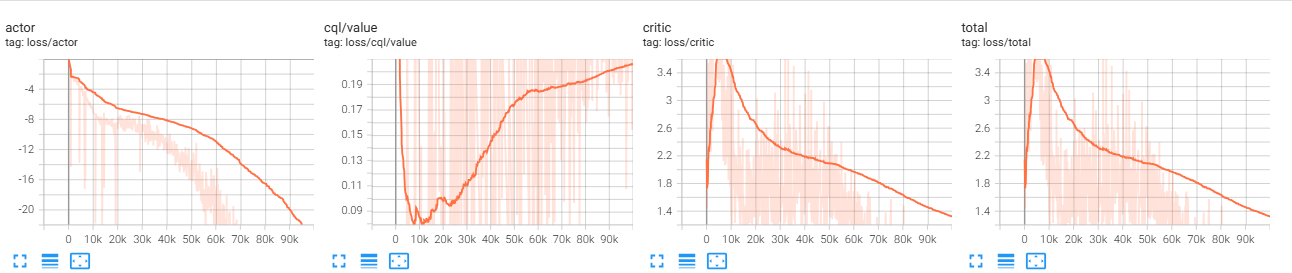 actor
tag: loss/actor
-4
-8
-12
-16
-20
0 10k 20k 30k 40k 50k 60k 70k 80k 90k
cql/value
tag: loss/cql/value
0.19
0.17
0.15
0.13
0.11
0.09
0 10k 20k 30k 40k 50k 60k 70k 80k 90k
critic
tag: loss/critic
3.4
3
2.6
2.2
1.8
1.4
0 10k 20k 30k 40k 50k 60k 70k 80k 90k
total
tag: loss/total
3.4
3
2.6
2.2
1.8
1.4
0 10k 20k 30k 40k 50k 60k 70k 80k 90k